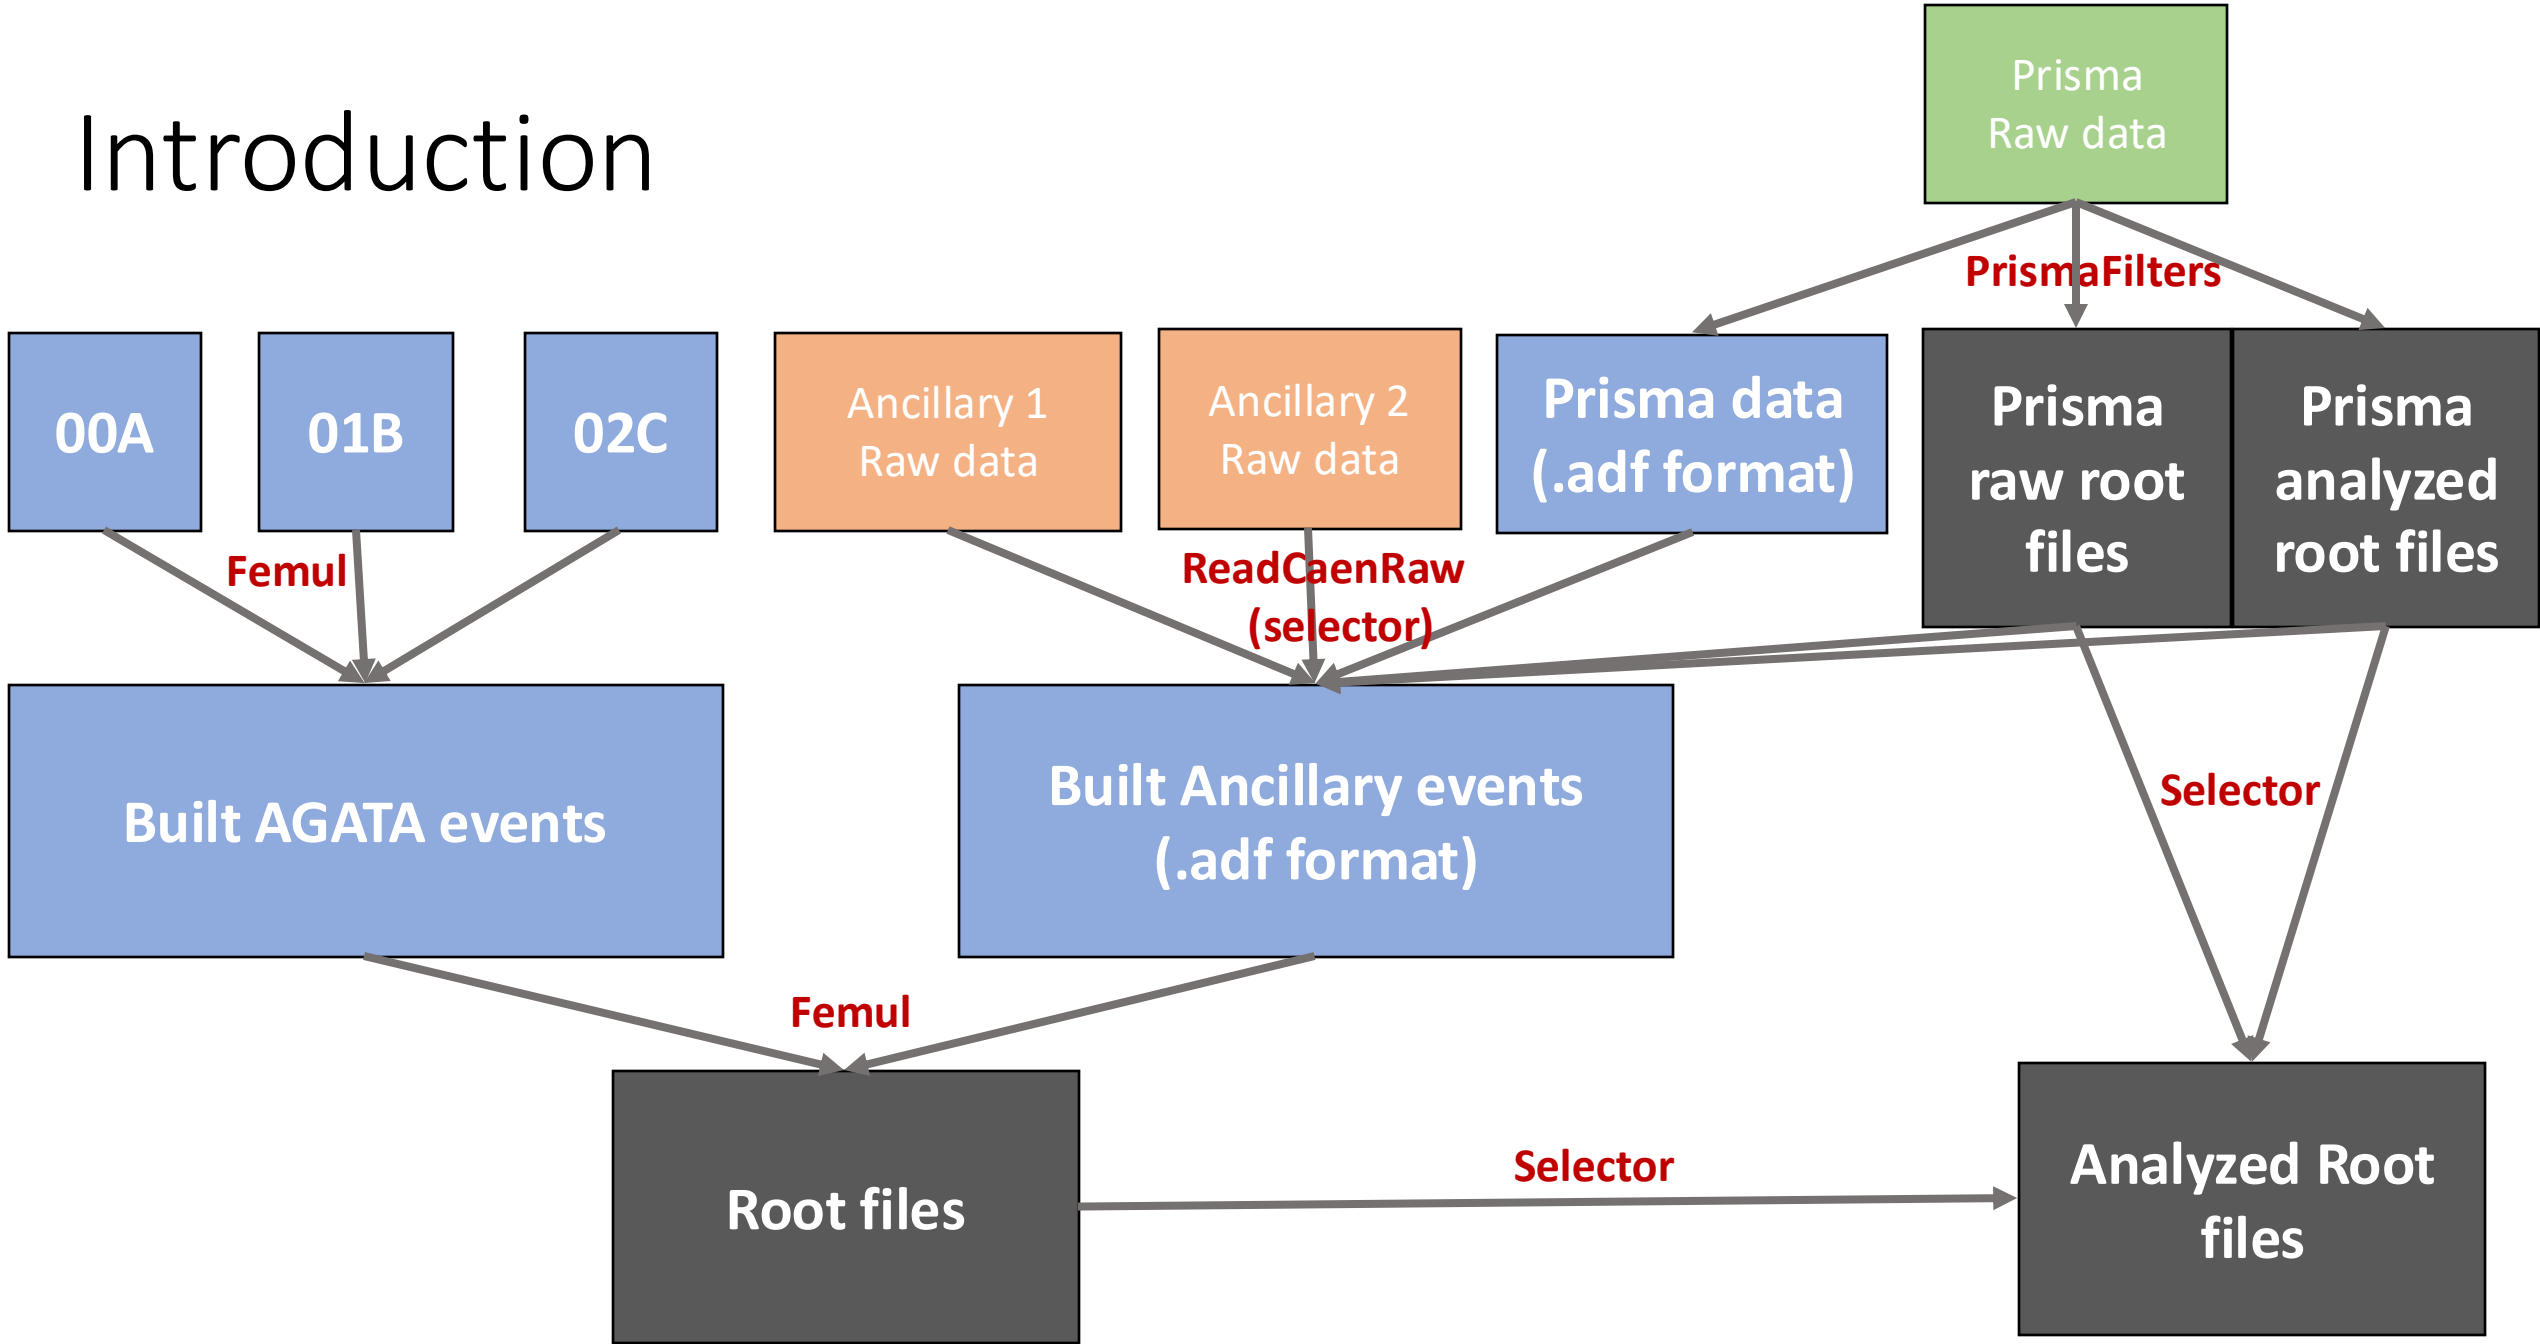 Introduction
Prisma
Raw data
PrismaFilters
00A
01B
02C
Ancillary 1
Raw data
Ancillary 2
Raw data
Prisma data
(.adf format)
Prisma
raw root
files
Prisma
analyzed
root files
Femul
ReadCaenRaw
(selector)
Built AGATA events
Built Ancillary events
(.adf format)
Selector
Femul
Root files
Selector
Analyzed Root
files